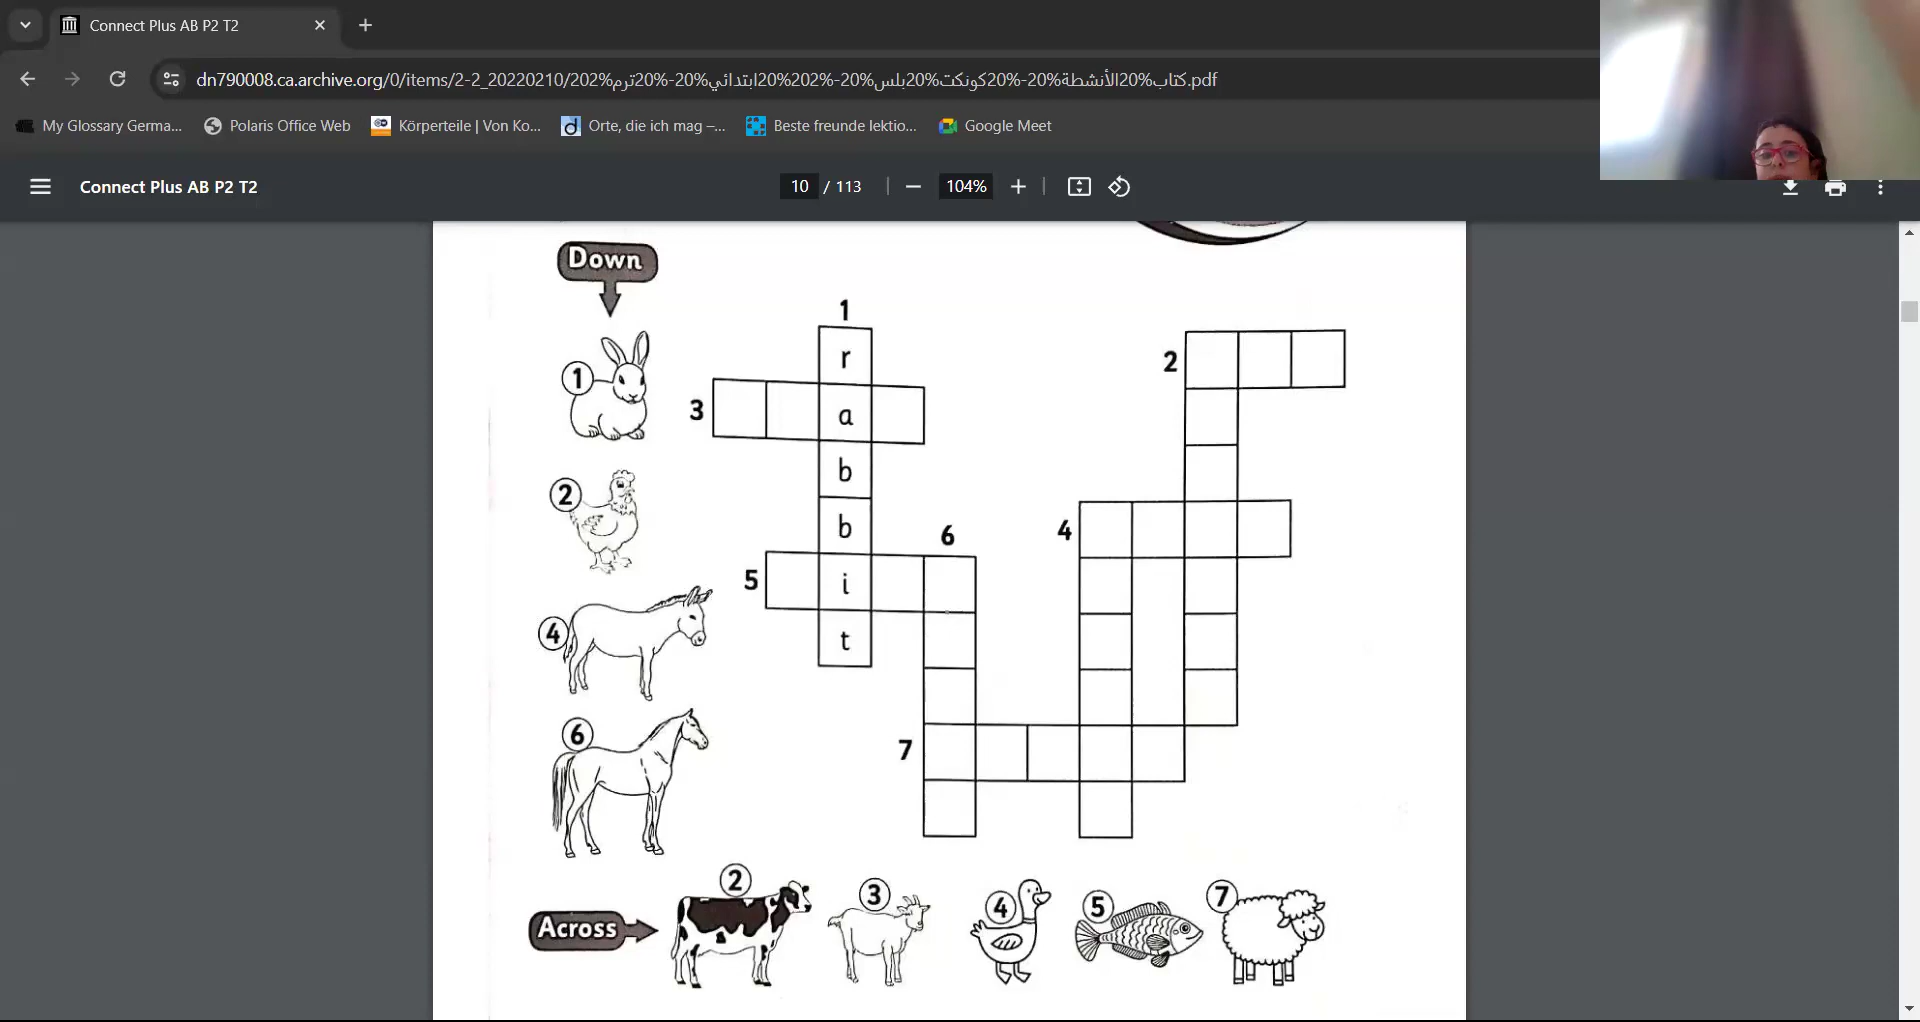 Connect Plus AB P2 T2
dn790008.ca.archive.org/0/items/2-2_20220210/202%كتاب%20الأنشطة%20-%20كونكت%20بلس%20-%202%20ابتدائي%20-%20ترم.pdf
My Glossary Germa...
Polaris Office Web
Körperteile | Von Ko...
Orte, die ich mag –...
Beste freunde lektio...
Google Meet
Connect Plus AB P2 T2
10 / 113
104%
Down
1
1
r
2
3
a
2
b
b
6
4
5
i
4
t
6
7
Across
2
3
4
5
7